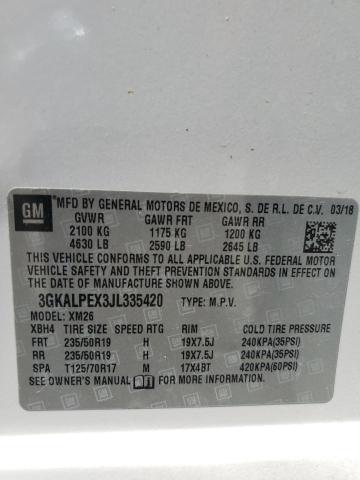 GM
MFD BY GENERAL MOTORS DE MEXICO, S. DE R.L. DE C.V. 03/18
GVWR GAWR FRT GAWR RR
2100 KG 1175 KG 1200 KG
4630 LB 2590 LB 2645 LB
THIS VEHICLE CONFORMS TO ALL APPLICABLE U.S. FEDERAL
MOTOR VEHICLE SAFETY, AND THEFT PREVENTION STANDARDS IN EFFECT ON
THE DATE OF MANUFACTURE SHOWN ABOVE.
3GKALPEX3JL335420 TYPE: M.P.V.
MODEL: XM26
XBH4 TIRE SIZE SPEED RTG RIM COLD TIRE PRESSURE
FRT 235/50R19 H 19X7.5J 240KPA(35PSI)
RR 235/50R19 H 19X7.5J 240KPA(35PSI)
SPA T125/70R17 M 17X4BT 420KPA(60PSI)
SEE OWNER'S MANUAL FOR ADDITIONAL INFORMATION.